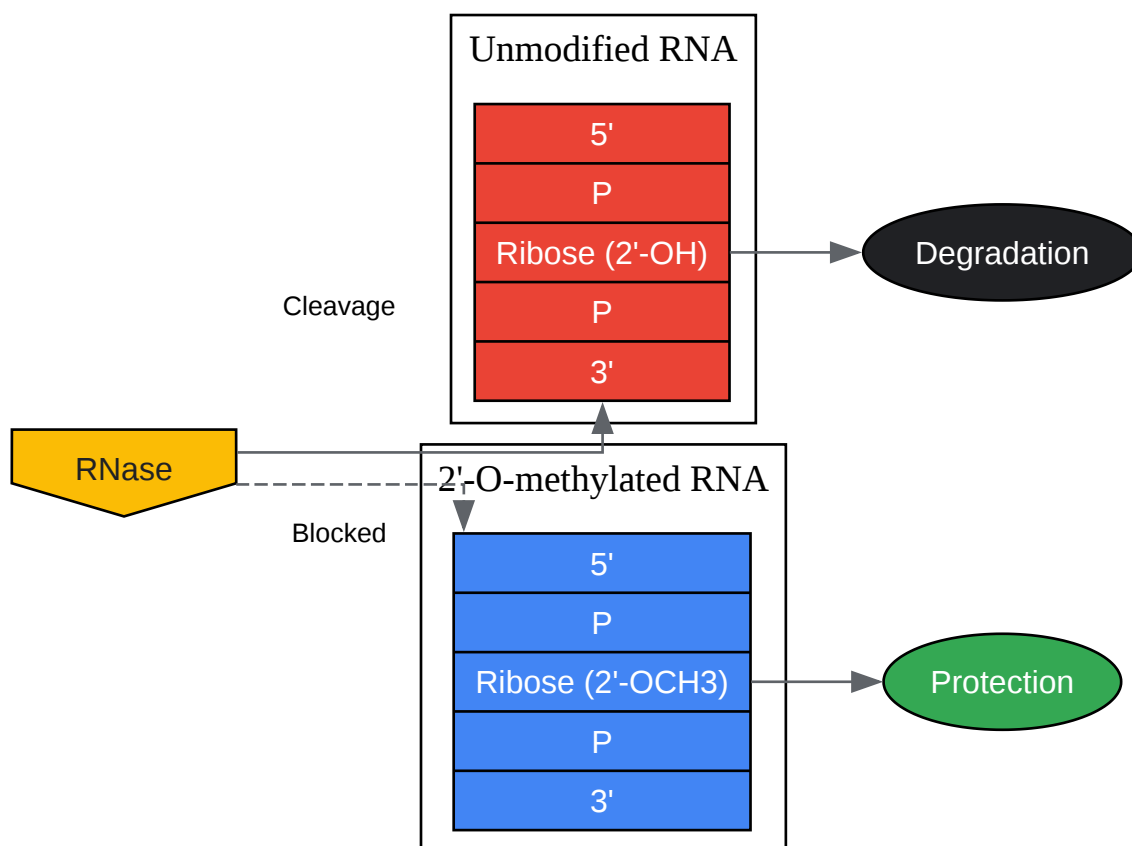 Unmodified RNA
5'
P
Ribose (2'-OH)
P
3'
Degradation
Cleavage
RNase
Blocked
2'-O-methylated RNA
5'
P
Ribose (2'-OCH3)
P
3'
Protection